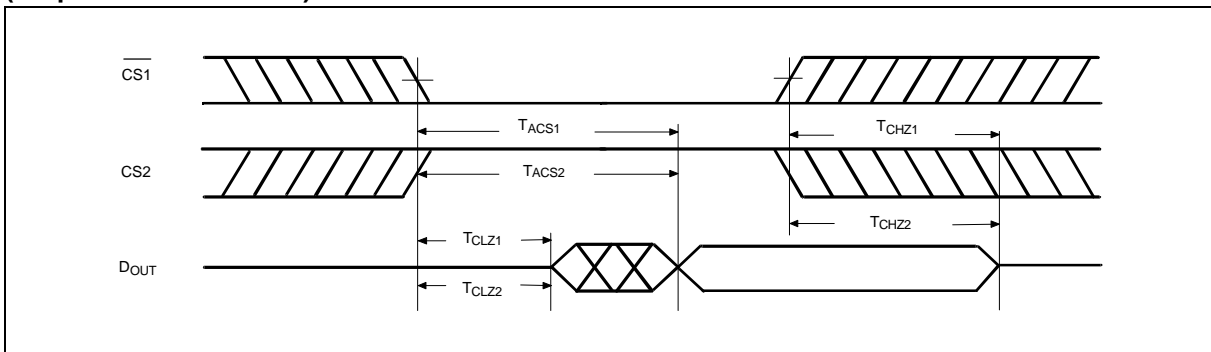 CS1
TACS1
TCHZ1
CS2
TACS2
TCHZ2
TCLZ1
DOUT
TCLZ2